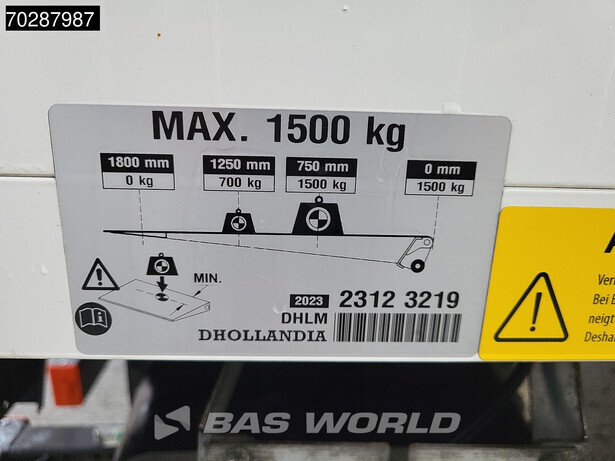 70287987
MAX. 1500 kg
1800 mm 1250 mm 750 mm 0 mm
0 kg 700 kg 1500 kg 1500 kg
MIN.
2023 2312 3219
DHLM
DHOLLANDIA
Bei
neigt
Desha
BAS WORLD